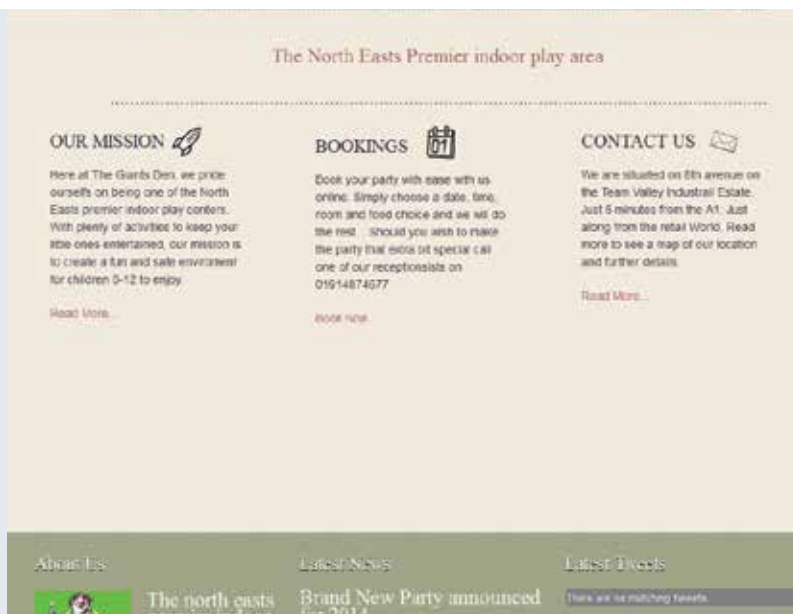 The North Easts Premier indoor play area
OUR MISSION
Here at The Giants Den, we pride
ourselfs on being one of the North
Easts premier indoor play centers.
With plenty of activities to keep your
little ones entertained, our mission is
to create a fun and safe enviroment
for children 0-12 to enjoy.
Read More...
BOOKINGS
01
Book your party with ease with us
online. Simply choose a date, time,
room and food choice and we will do
the rest... Should you wish to make
the party that extra bit special call
one of our receptionsists on
01914874677
Book Now
CONTACT US
We are situated on 8th avenue on
the Team Valley Industrail Estate.
Just 5 minutes from the A1. Just
along from the retail World. Read
more to see a map of our location
and further details.
Read More...
About Us
The north easts
Latest News
Brand New Party announced
for 2014
Latest Tweets
There are no matching tweets